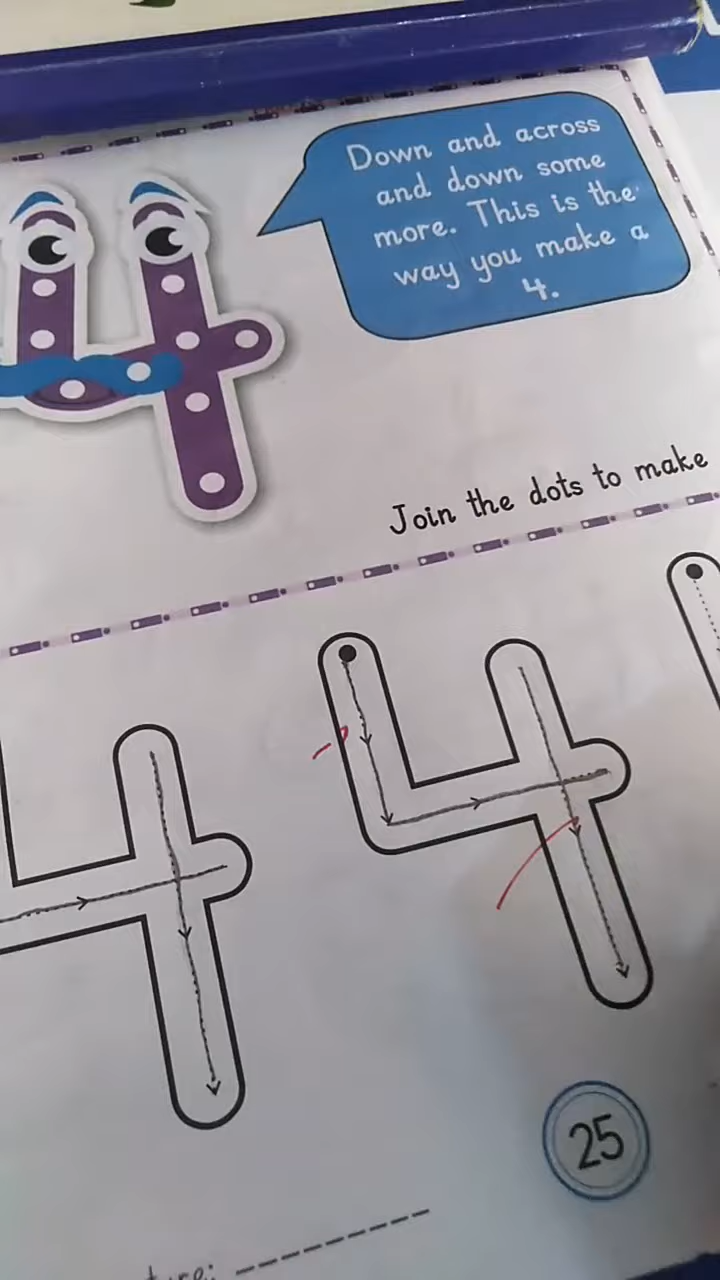 Down and across
and down some
more. This is the
way you make a
4.
Join the dots to make
25